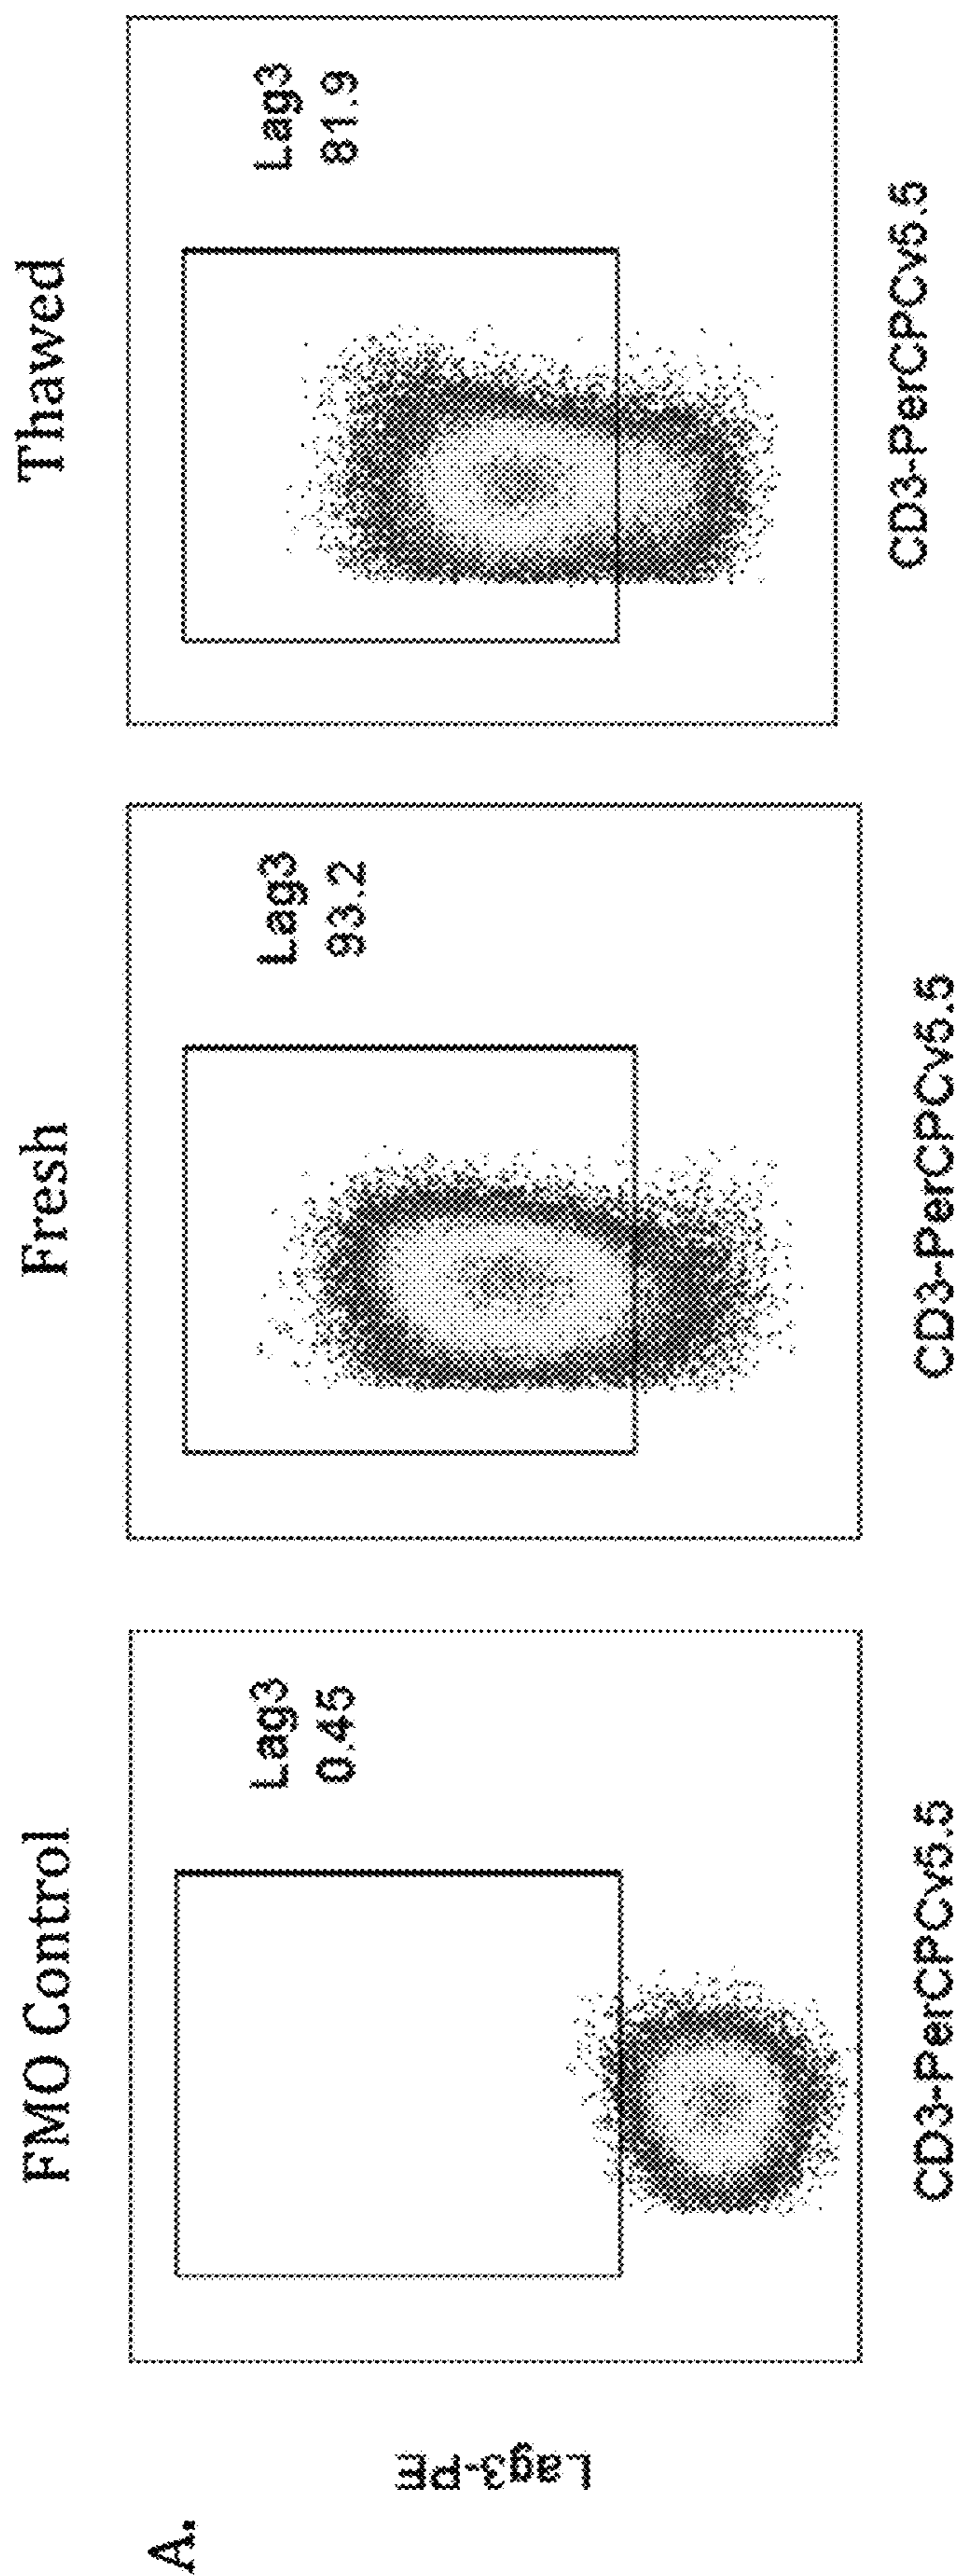 A.
FMO Control
Fresh
Thawed
Lag3-PE
Lag3
0.45
Lag3
93.2
Lag3
81.9
CD3-PerCPCy5.5
CD3-PerCPCy5.5
CD3-PerCPCy5.5